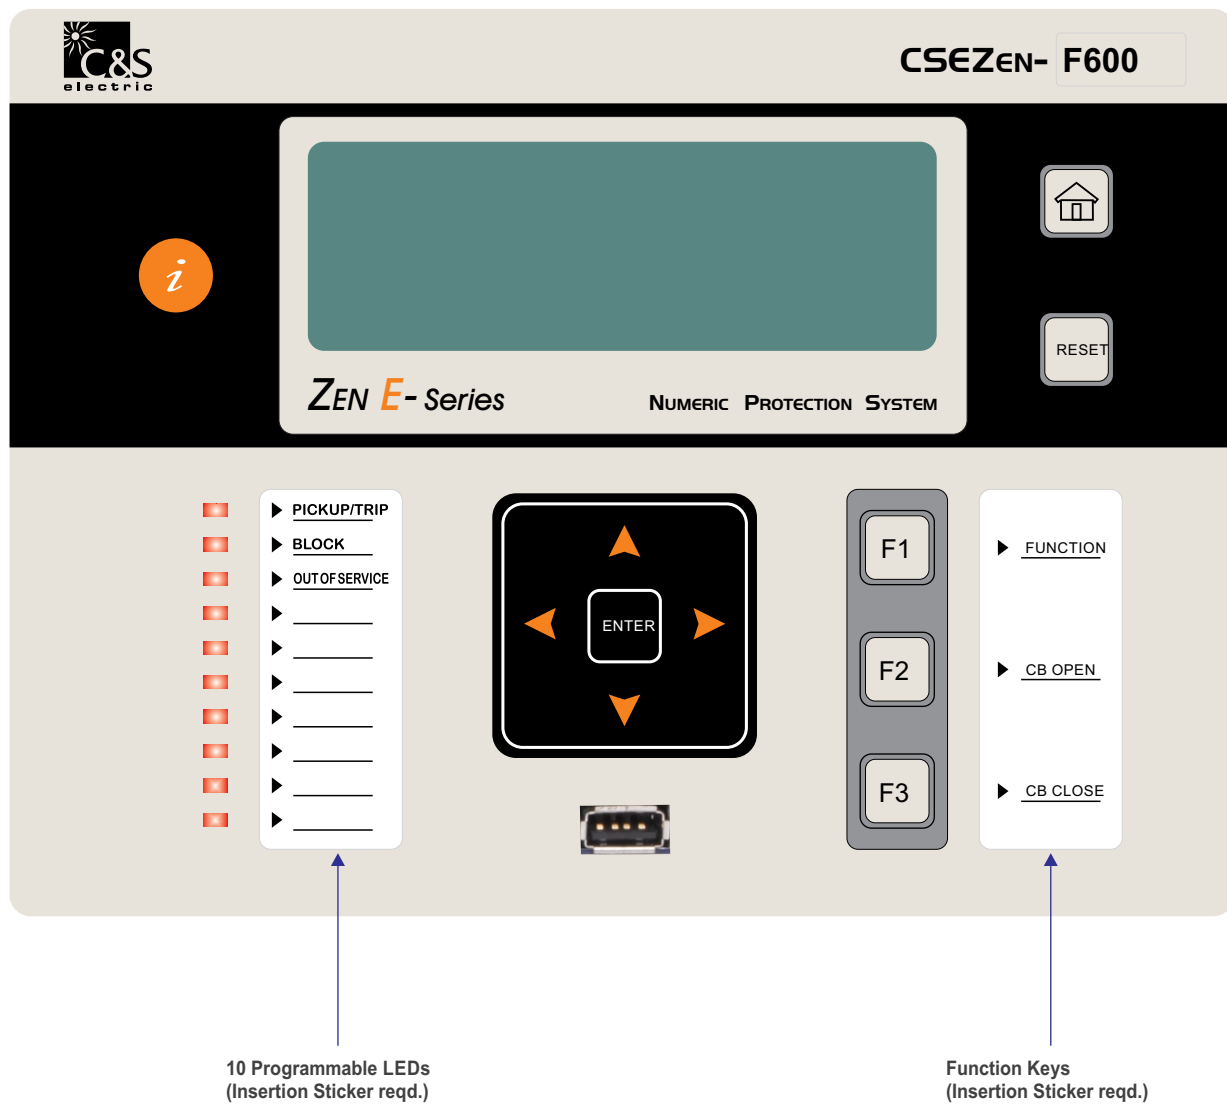 C&S
electric
CSEZEN- F600
i
RESET
ZEN E- Series
NUMERIC PROTECTION SYSTEM
PICKUP/TRIP
BLOCK
OUT OF SERVICE
ENTER
F1
FUNCTION
F2
CB OPEN
F3
CB CLOSE
10 Programmable LEDs
(Insertion Sticker reqd.)
Function Keys
(Insertion Sticker reqd.)